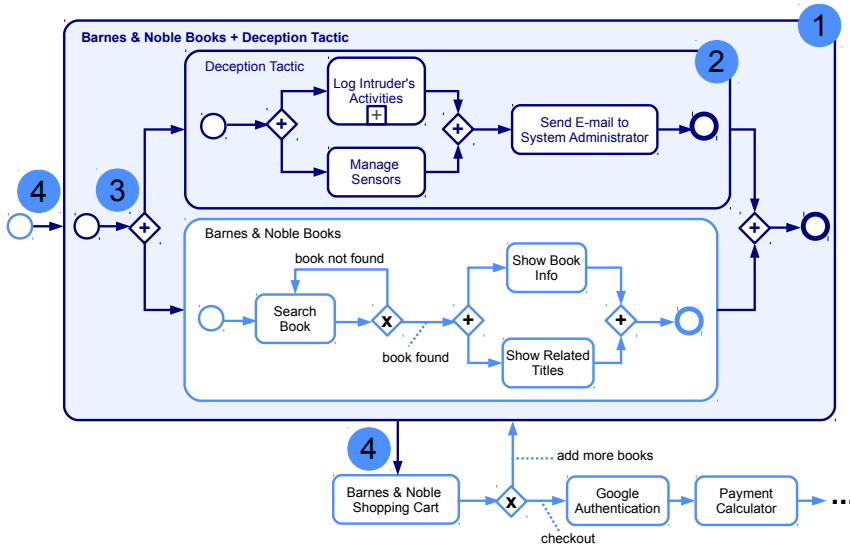 1
Barnes & Noble Books + Deception Tactic
2
Deception Tactic
Log Intruder's
Activities
+
+
+
Send E-mail to
System Administrator
Manage
Sensors
4
3
+
+
Barnes & Noble Books
book not found
Show Book
Info
Search
Book
x
+
+
book found
Show Related
Titles
4
add more books
Barnes & Noble
Shopping Cart
x
Google
Authentication
Payment
Calculator
...
checkout